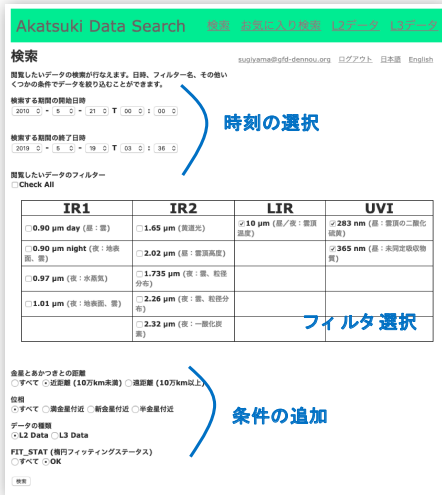 Akatsuki Data Search 検索 お気に入り検索 L2データ L3データ
検索
sugiyama@gfd-dennou.org ログアウト 日本語 English
閲覧したいデータの検索が行なえます。日時、フィルター名、その他い
くつかの条件でデータを絞り込むことができます。
検索する期間の開始日時
2010 - 5 - 21 T 00 : 00
時刻の選択
検索する期間の終了日時
2019 - 5 - 19 T 03 : 36
閲覧したいデータのフィルター
Check All
IR1 IR2 LIR UVI
0.90 μm day (昼：雲) 1.65 μm (黄道光) 10 μm (昼／夜：雲頂
温度) 283 nm (昼：雲頂の二酸化
硫黄)
0.90 μm night (夜：地表
面、雲) 2.02 μm (昼：雲頂高度) 365 nm (昼：未同定吸収物
質)
0.97 μm (夜：水蒸気) 1.735 μm (夜：雲、粒径
分布)
1.01 μm (夜：地表面、雲) 2.26 μm (夜：雲、粒径分
布)
2.32 μm (夜：一酸化炭
素)
フィルタ選択
金星とあかつきとの距離
すべて 近距離 (10万km未満) 遠距離 (10万km以上)
位相
すべて 満金星付近 新金星付近 半金星付近
条件の追加
データの種類
L2 Data L3 Data
FIT_STAT (楕円フィッティングステータス)
すべて OK
検索